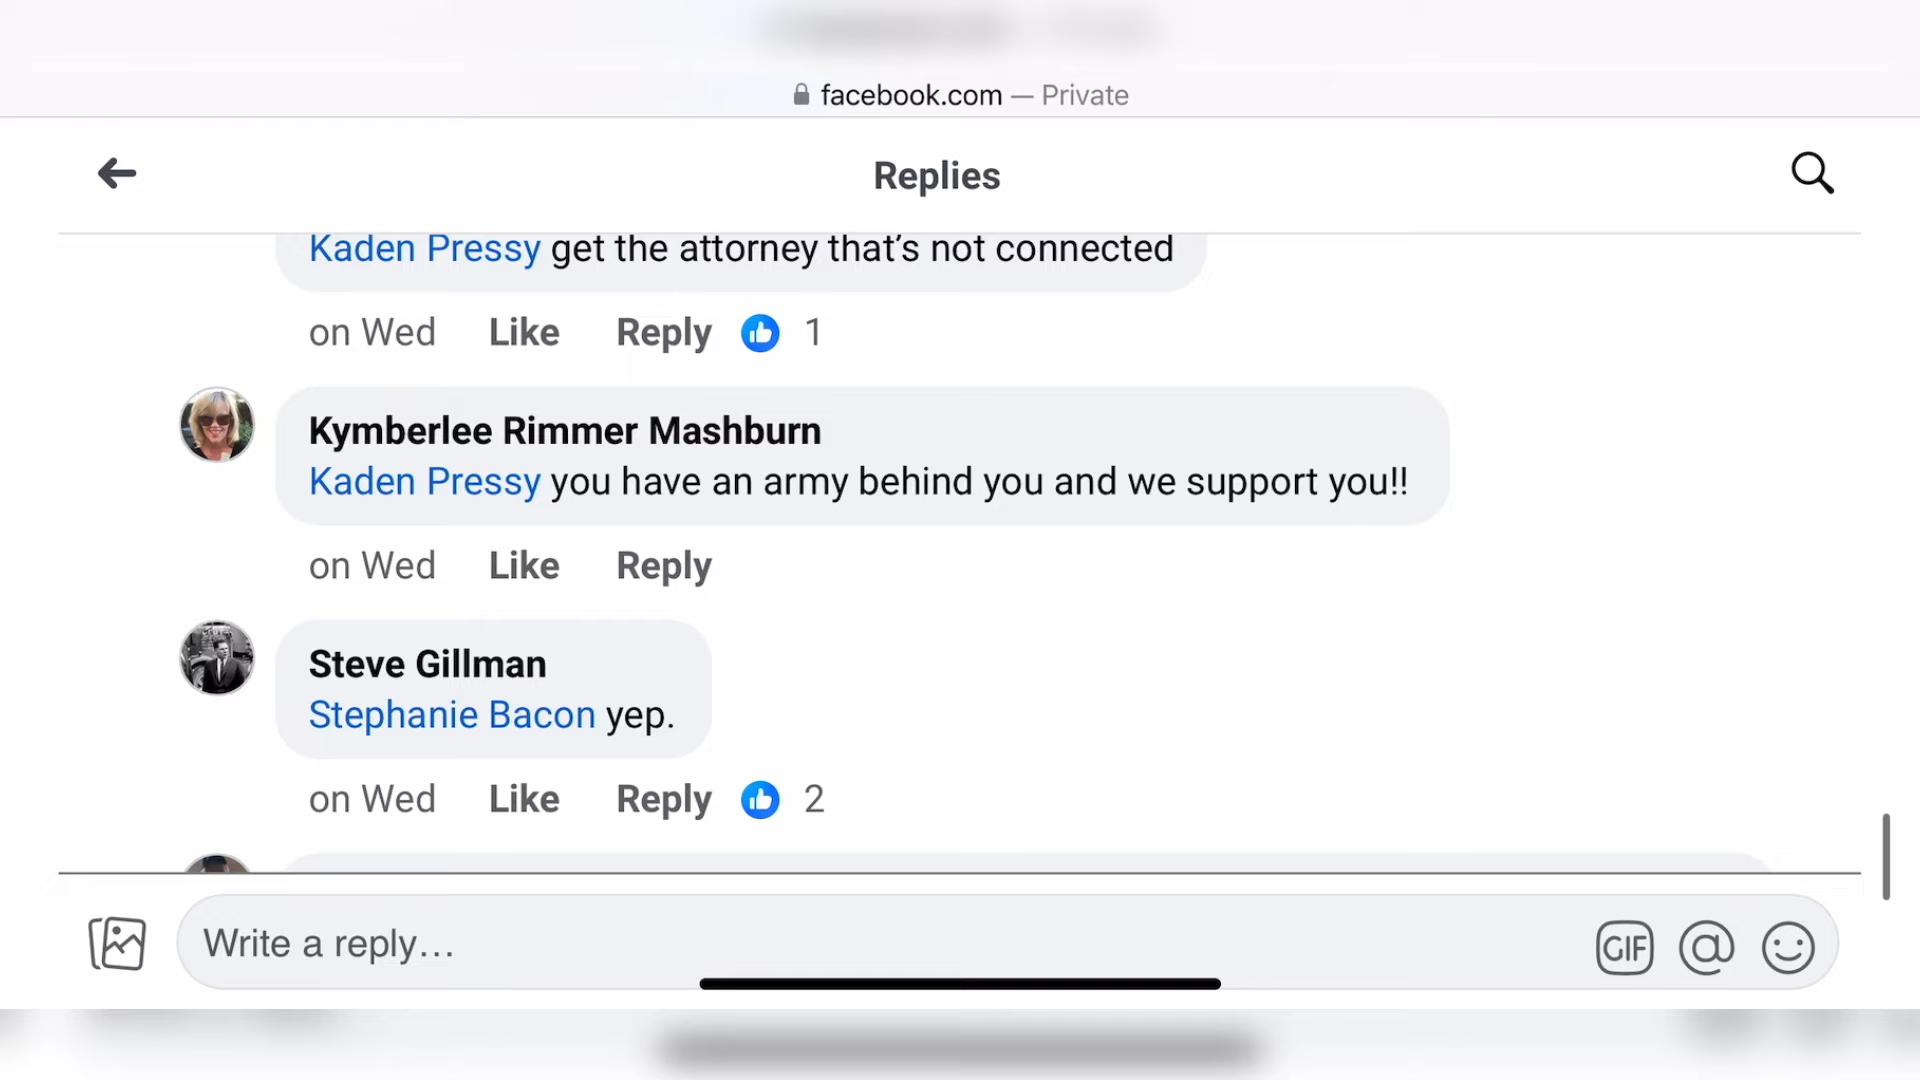 facebook.com — Private
Replies
Kaden Pressy get the attorney that's not connected
on Wed Like Reply 1
Kymberlee Rimmer Mashburn
Kaden Pressy you have an army behind you and we support you!!
on Wed Like Reply
Steve Gillman
Stephanie Bacon yep.
on Wed Like Reply 2
Write a reply...
GIF @